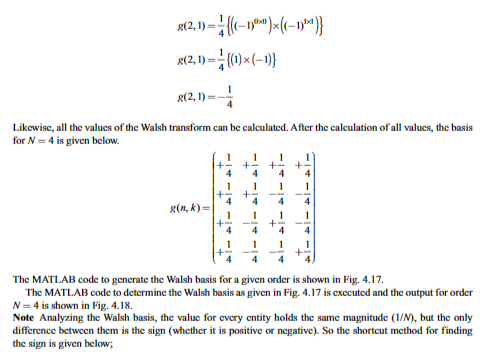 g(2, 1) = 1/4 {((−1)^(0×0)) × ((−1)^(1×1))}
g(2, 1) = 1/4 {(1) × (−1)}
g(2, 1) = −1/4
Likewise, all the values of the Walsh transform can be calculated. After the calculation of all values, the basis
for N = 4 is given below.
+1/4 +1/4 +1/4 +1/4
+1/4 +1/4 −1/4 −1/4
g(n, k) =
+1/4 −1/4 +1/4 −1/4
+1/4 −1/4 −1/4 +1/4
The MATLAB code to generate the Walsh basis for a given order is shown in Fig. 4.17.
The MATLAB code to determine the Walsh basis as given in Fig. 4.17 is executed and the output for order
N = 4 is shown in Fig. 4.18.
Note Analyzing the Walsh basis, the value for every entity holds the same magnitude (1/N), but the only
difference between them is the sign (whether it is positive or negative). So the shortcut method for finding
the sign is given below;